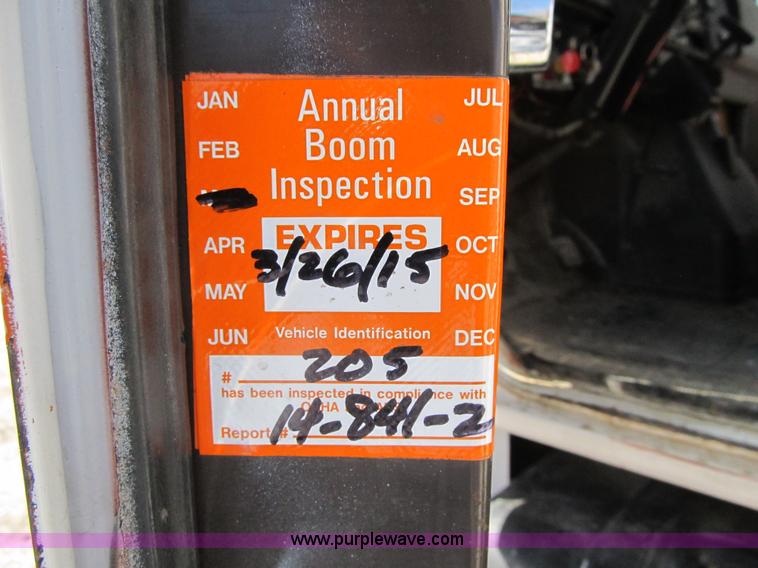 Annual
Boom
Inspection
JAN
FEB
APR
MAY
JUN
JUL
AUG
SEP
OCT
NOV
DEC
EXPIRES
3/26/15
Vehicle Identification
# 205
has been inspected in compliance with
Report # 14-841-2
www.purplewave.com